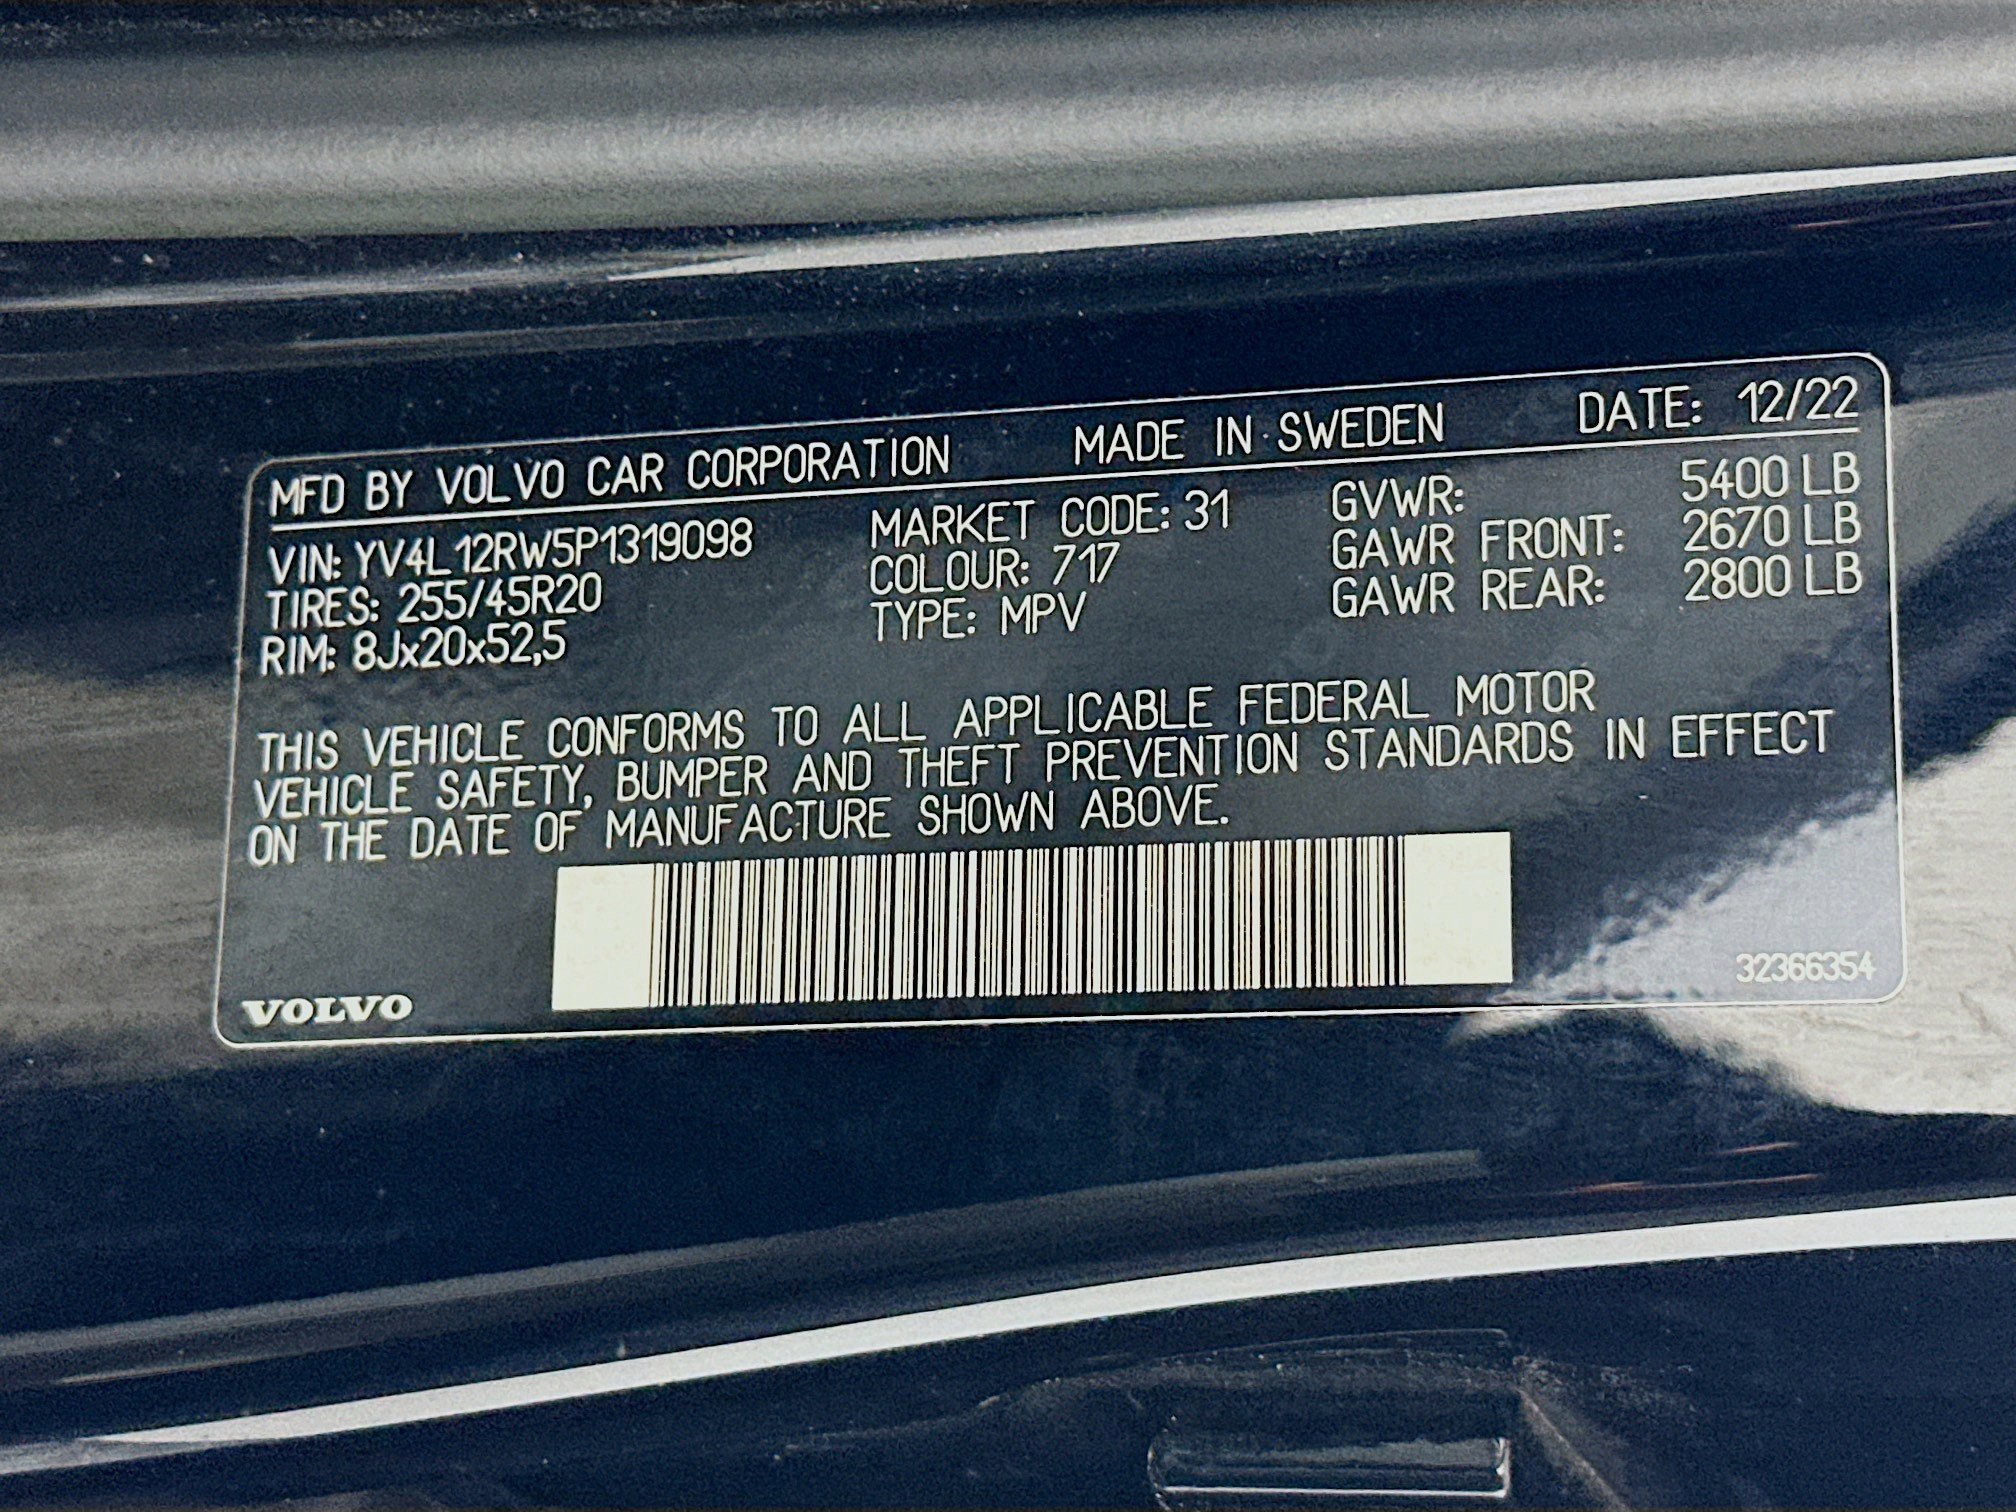 MFD BY VOLVO CAR CORPORATION MADE IN SWEDEN DATE: 12/22
VIN: YV4L12RW5P1319098 MARKET CODE: 31 GVWR: 5400 LB
TIRES: 255/45R20 COLOUR: 717 GAWR FRONT: 2670 LB
RIM: 8Jx20x52,5 TYPE: MPV GAWR REAR: 2800 LB
THIS VEHICLE CONFORMS TO ALL APPLICABLE FEDERAL MOTOR
VEHICLE SAFETY, BUMPER AND THEFT PREVENTION STANDARDS IN EFFECT
ON THE DATE OF MANUFACTURE SHOWN ABOVE.
VOLVO 32366354